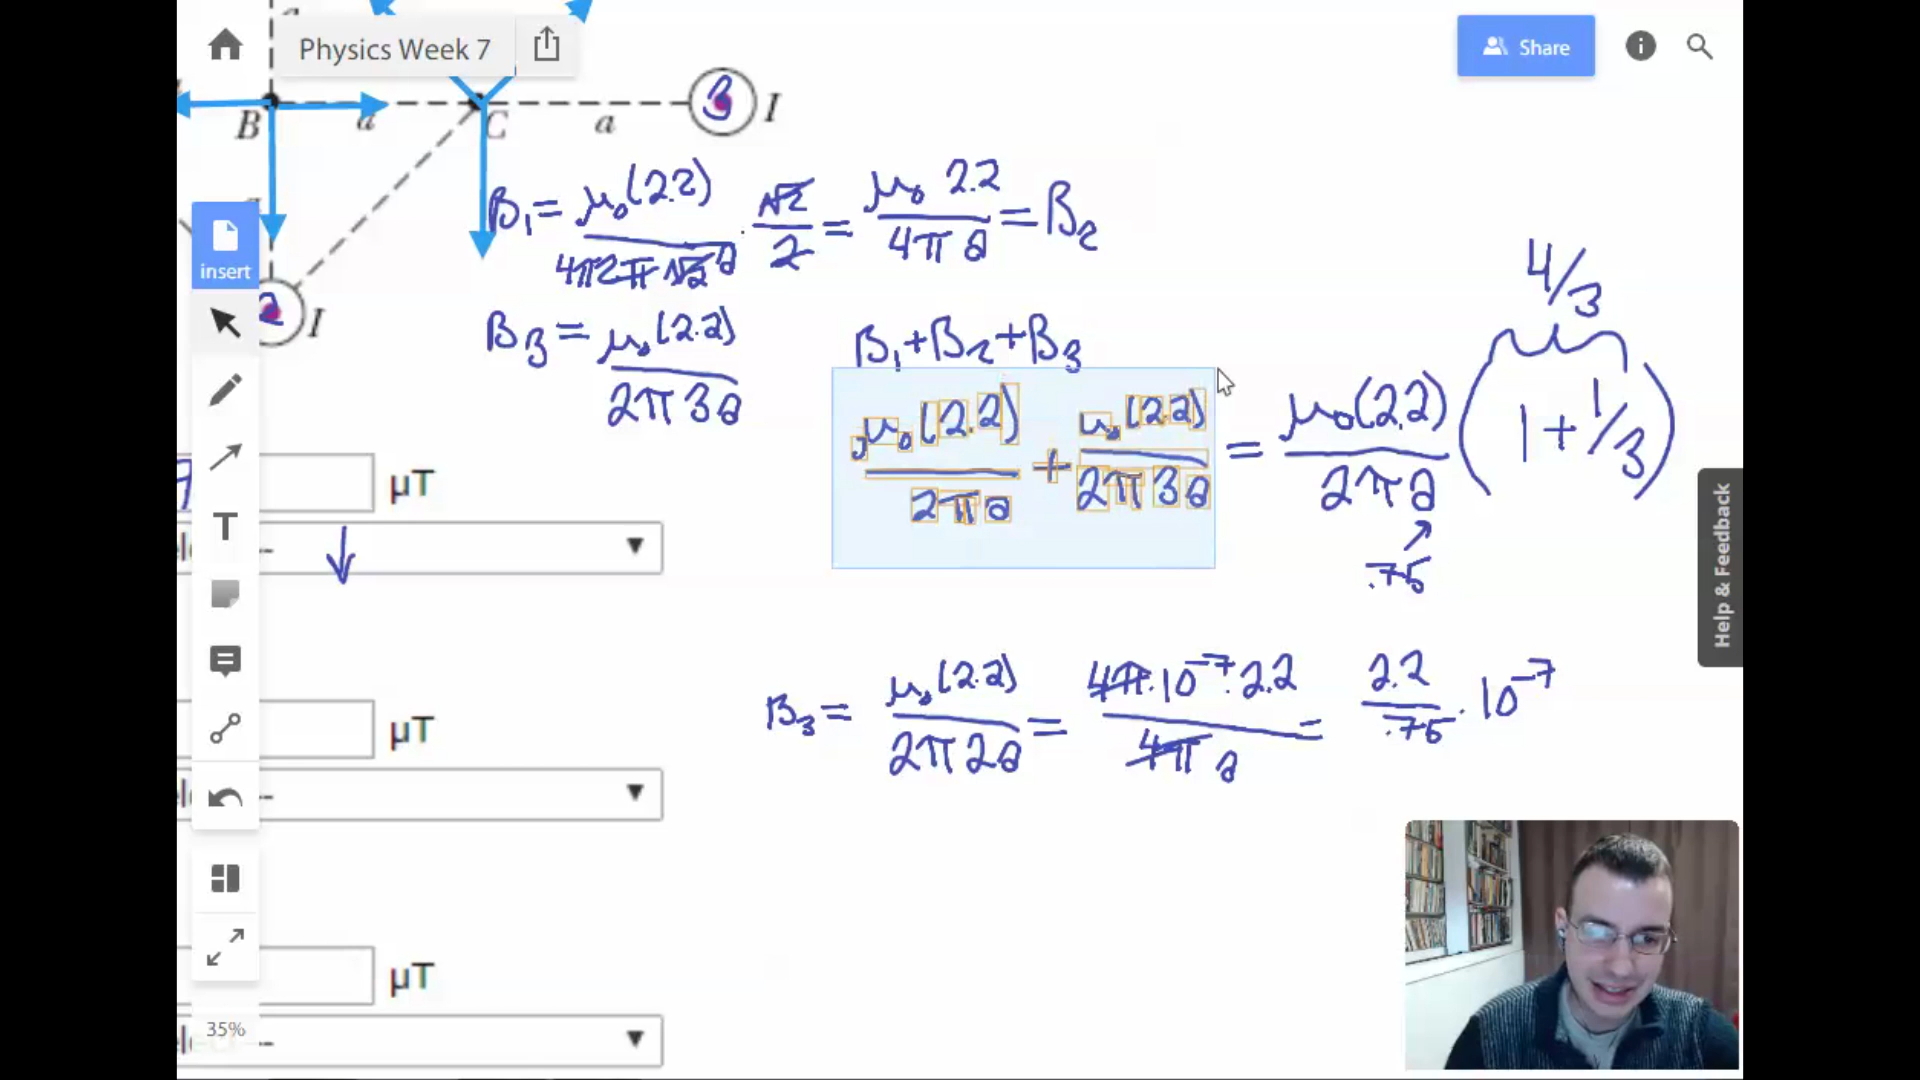 a
Physics Week 7
Share
B a C a 3 I
insert
B₁ = μ₀(2.2) / 4π2π√2a · √2/2 = μ₀ 2.2 / 4πa = B₂
2 I
B₃ = μ₀(2.2) / 2π3a
B₁+B₂+B₃
4/3
μ₀(2.2) / 2πa + μ₀(2.2) / 2π3a = μ₀(2.2) / 2πa (1 + 1/3)
.75
μT
T
Help & Feedback
B₃ = μ₀(2.2) / 2π2a = 4π·10⁻⁷·2.2 / 4πa = 2.2/.75 · 10⁻⁷
μT
μT
35%